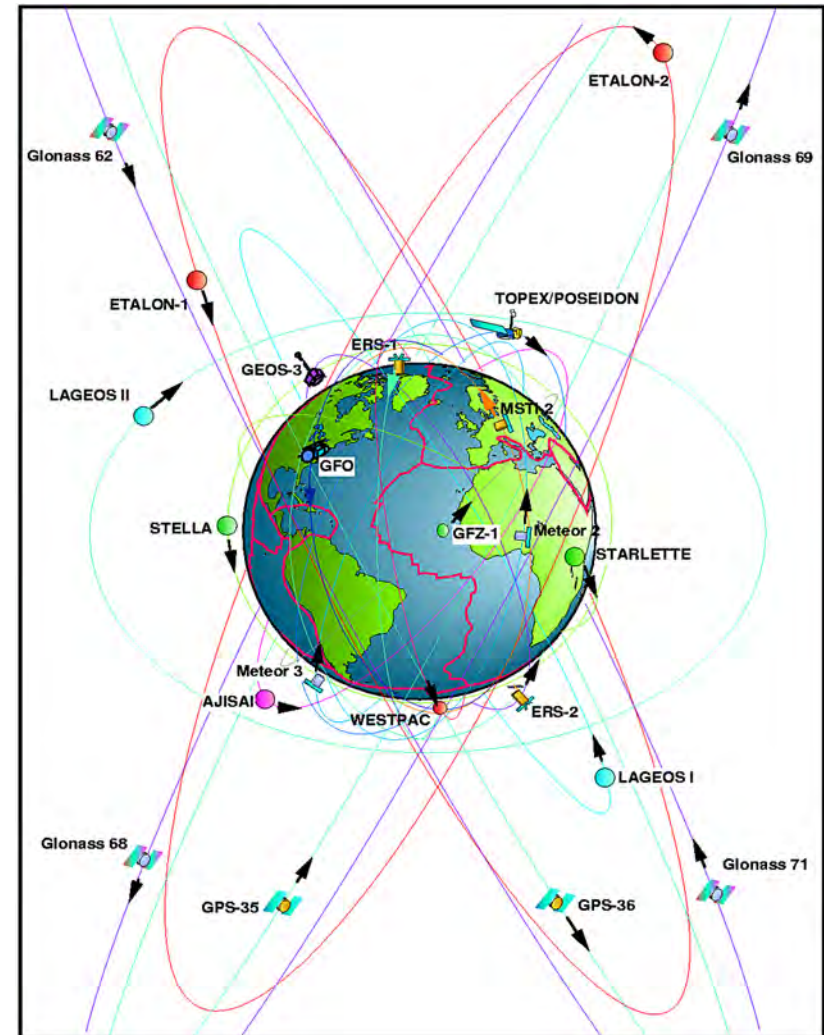 ETALON-2
Glonass 62
Glonass 69
ETALON-1
TOPEX/POSEIDON
ERS-1
GEOS-3
LAGEOS II
MSTI 2
GFO
STELLA
GFZ-1
Meteor 2
STARLETTE
Meteor 3
AJISAI
WESTPAC
ERS-2
LAGEOS I
Glonass 68
Glonass 71
GPS-35
GPS-36